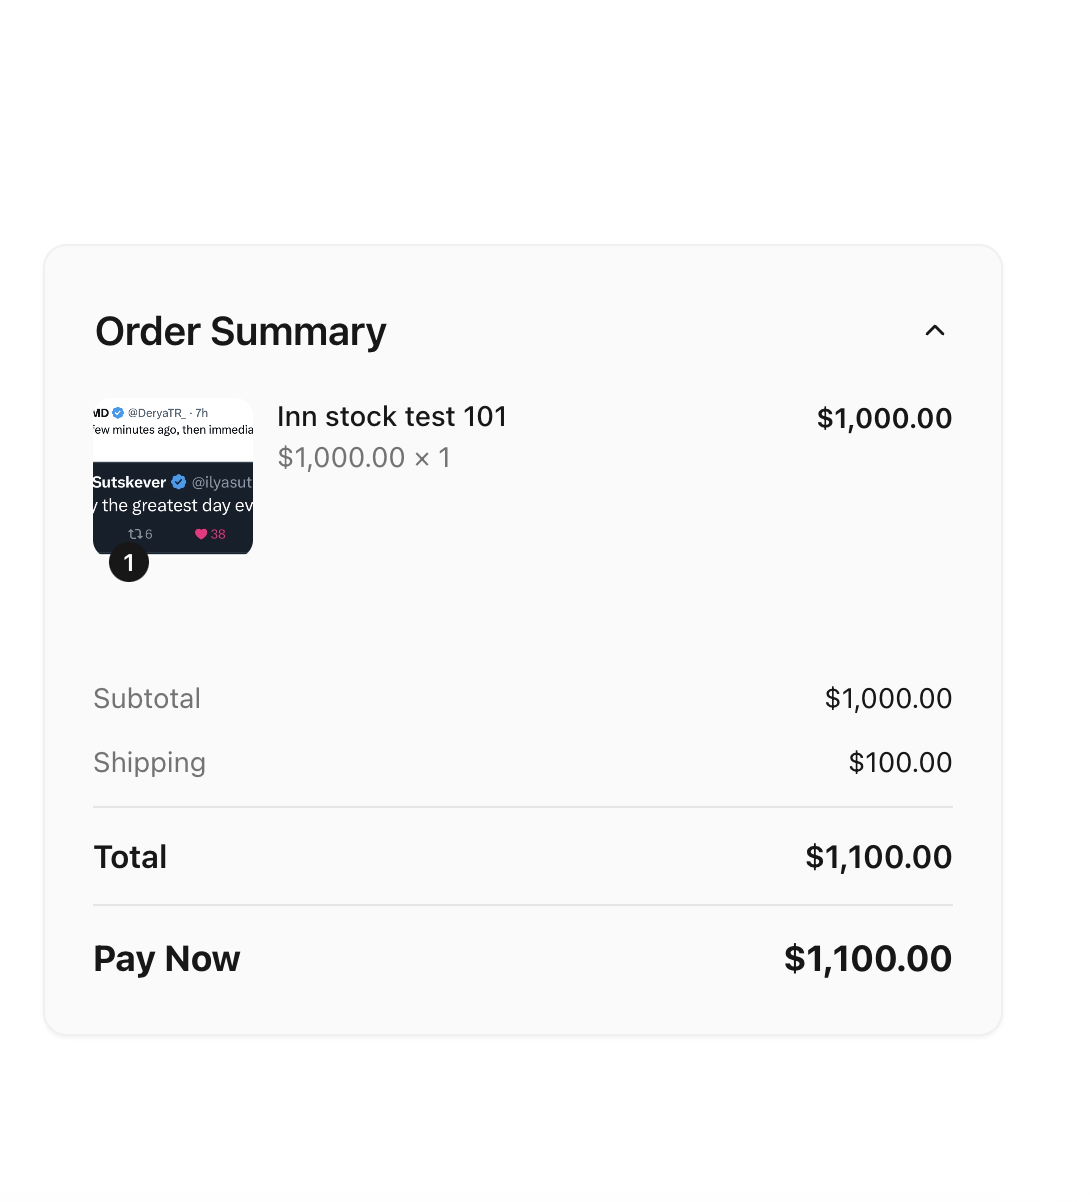 Order Summary
MD @DeryaTR_ · 7h
few minutes ago, then immedia
Sutskever @ilyasut
the greatest day ev
6 38
1
Inn stock test 101
$1,000.00 × 1
$1,000.00
Subtotal $1,000.00
Shipping $100.00
Total $1,100.00
Pay Now $1,100.00